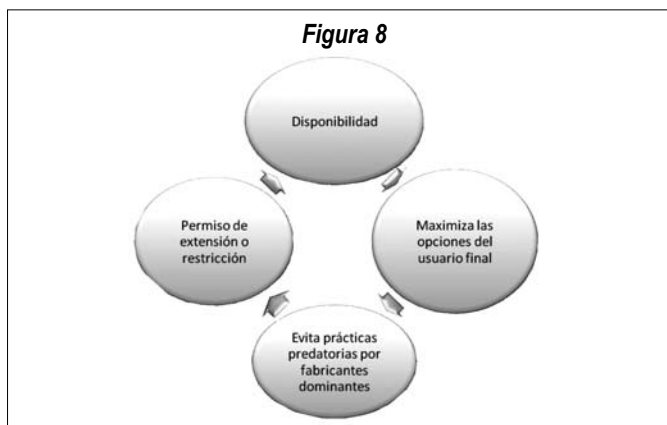 Figura 8
Disponibilidad
Permiso de
extensión o
restricción
Maximiza las
opciones del
usuario final
Evita prácticas
predatorias por
fabricantes
dominantes